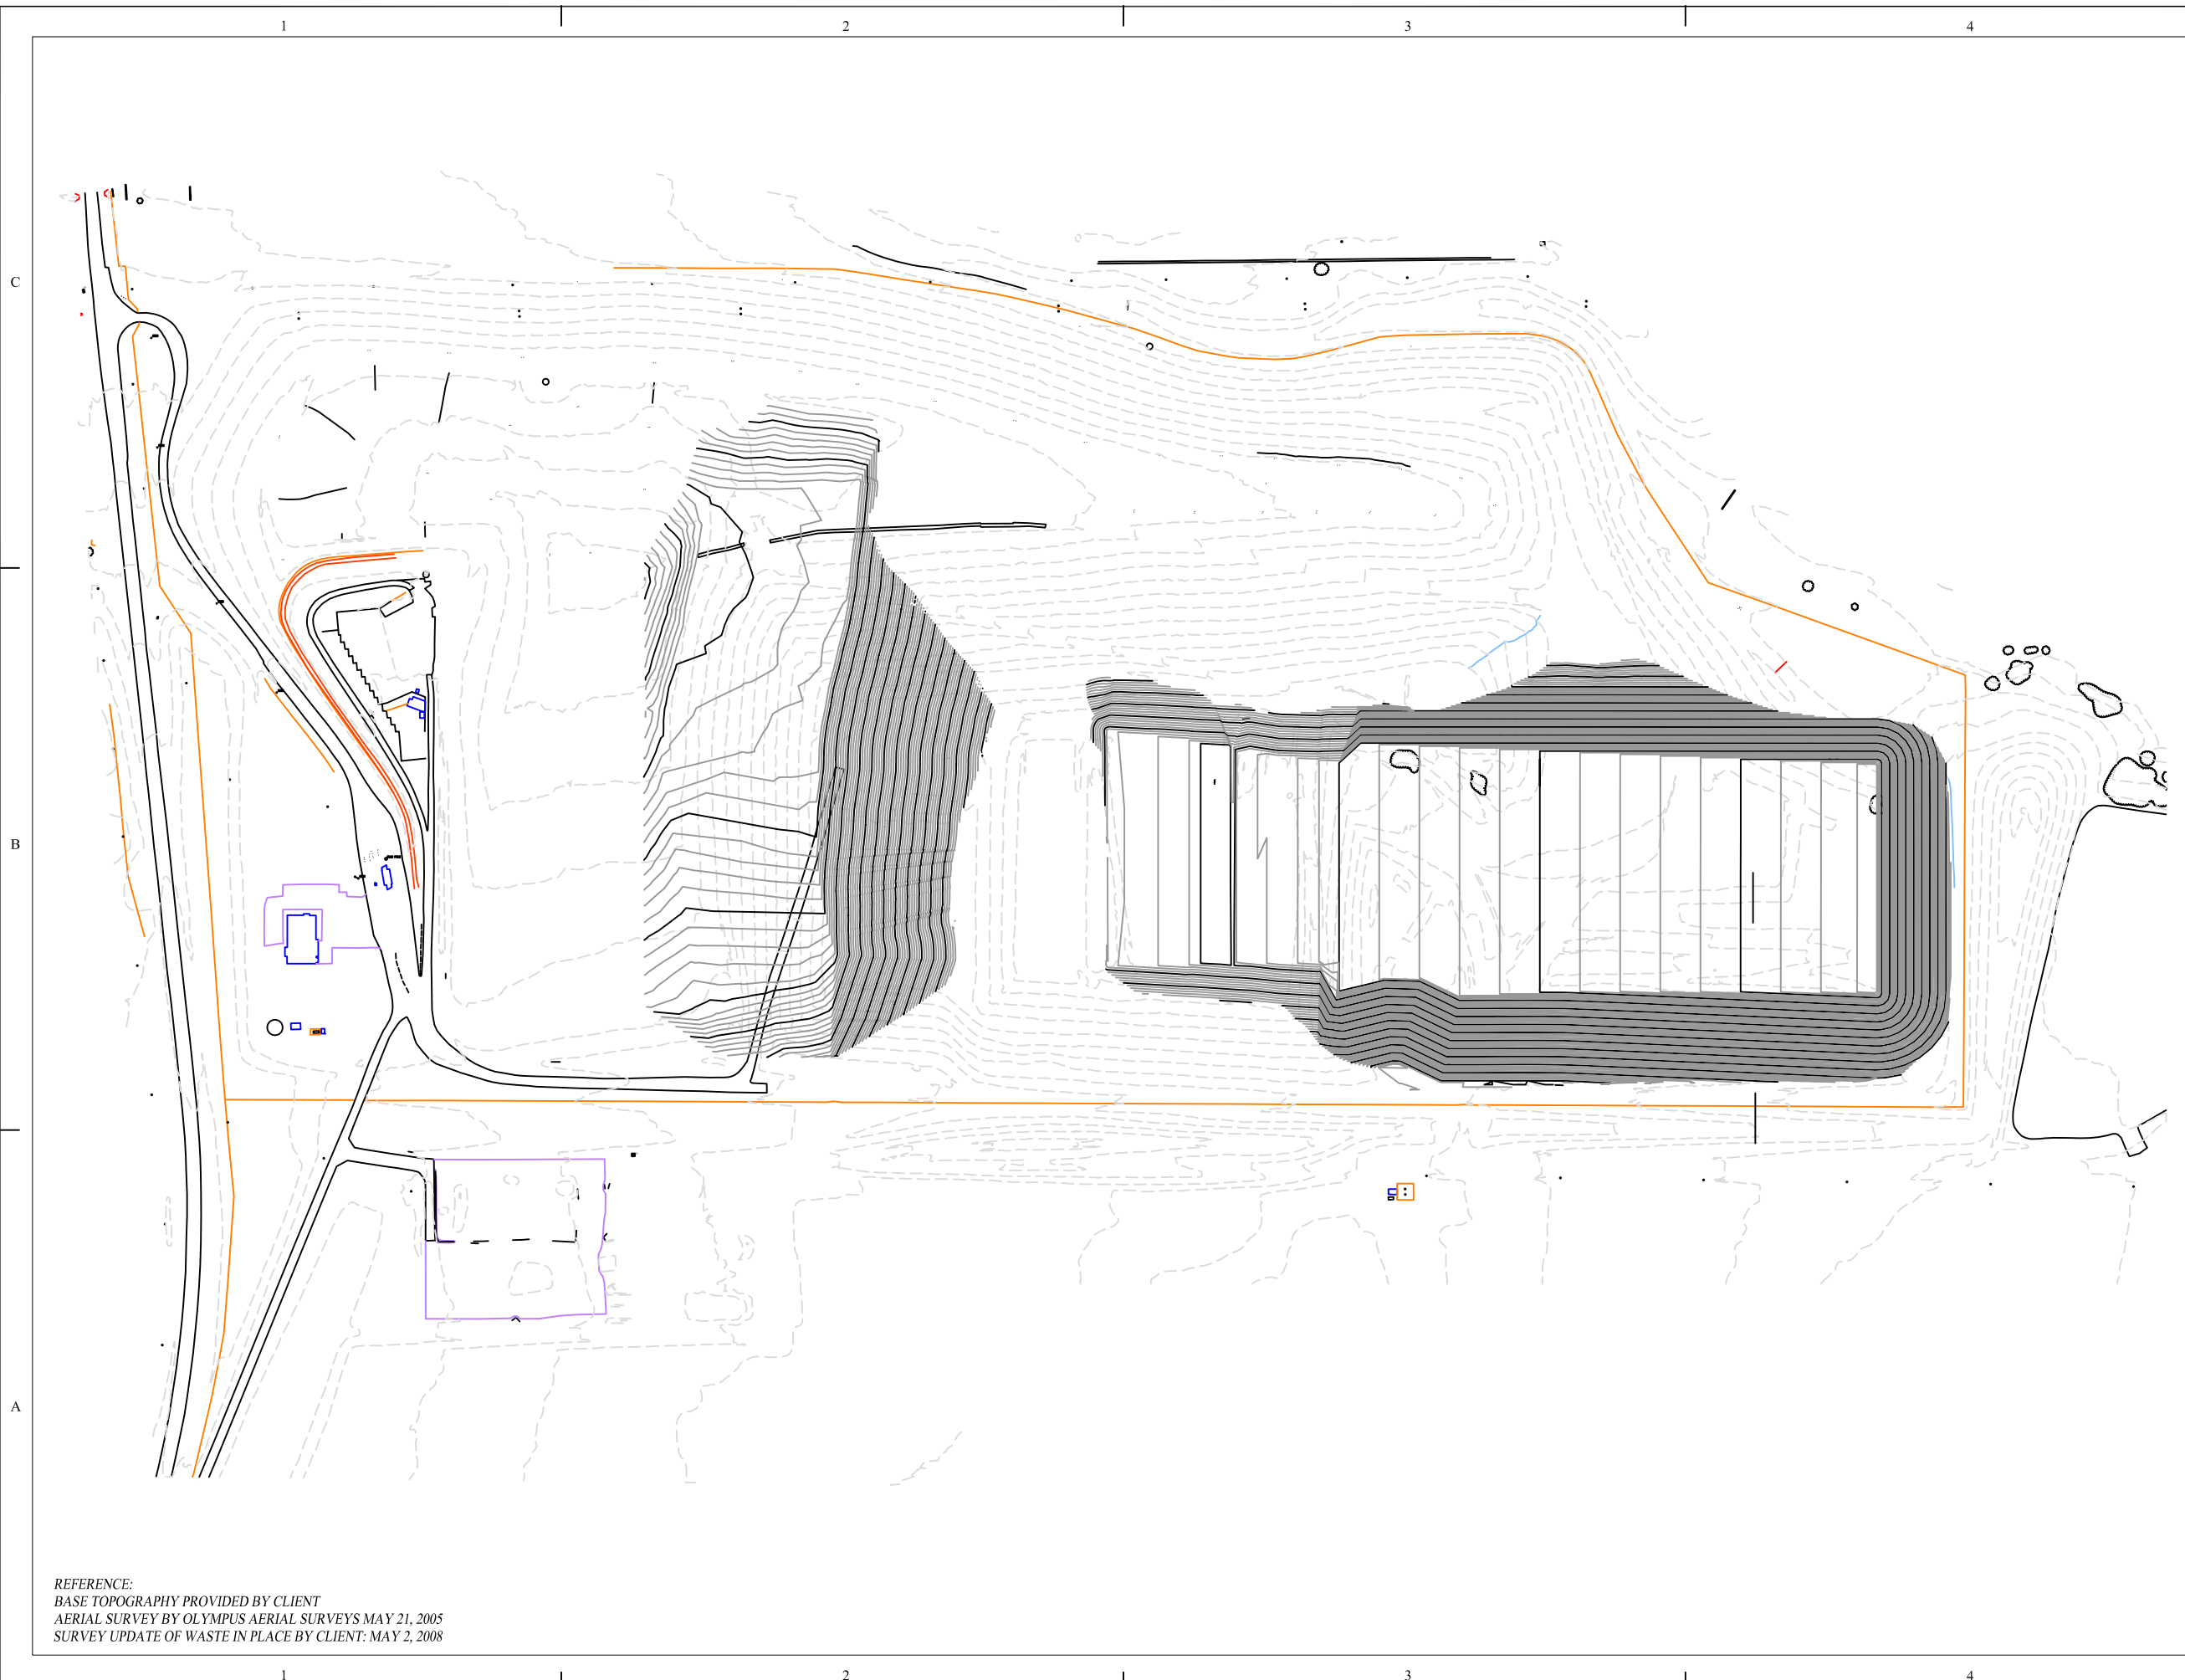 1 2 3 4
C
B
A
REFERENCE:
BASE TOPOGRAPHY PROVIDED BY CLIENT
AERIAL SURVEY BY OLYMPUS AERIAL SURVEYS MAY 21, 2005
SURVEY UPDATE OF WASTE IN PLACE BY CLIENT: MAY 2, 2008
1 2 3 4